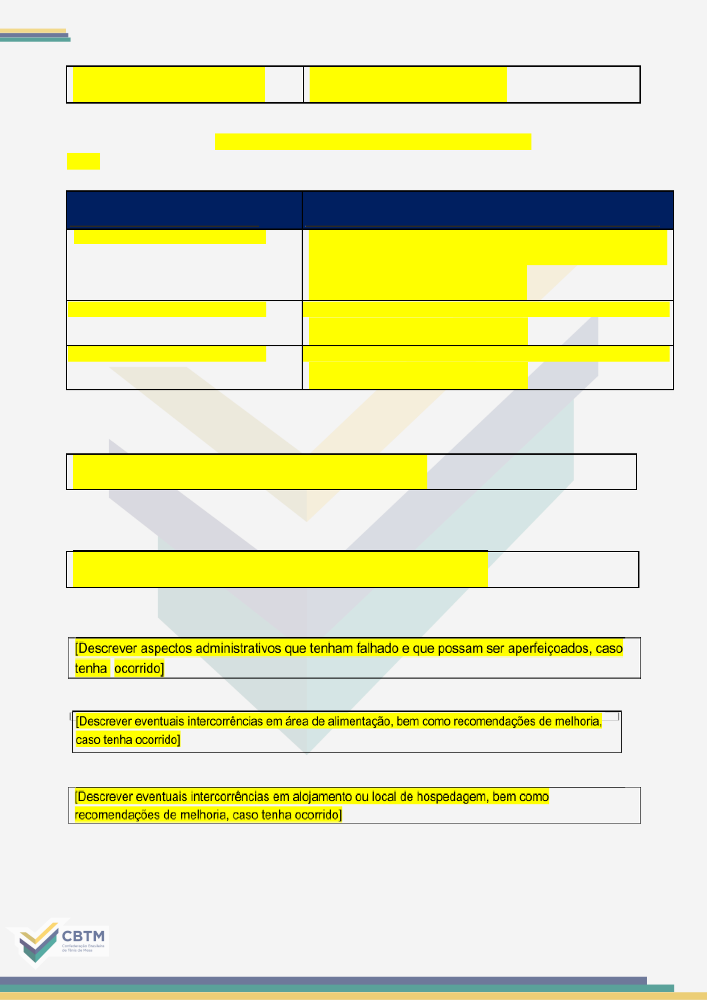 [Descrever aspectos administrativos que tenham falhado e que possam ser aperfeiçoados, caso
tenha ocorrido]
[Descrever eventuais intercorrências em área de alimentação, bem como recomendações de melhoria,
caso tenha ocorrido]
[Descrever eventuais intercorrências em alojamento ou local de hospedagem, bem como
recomendações de melhoria, caso tenha ocorrido]
CBTM
Confederação Brasileira
de Tênis de Mesa